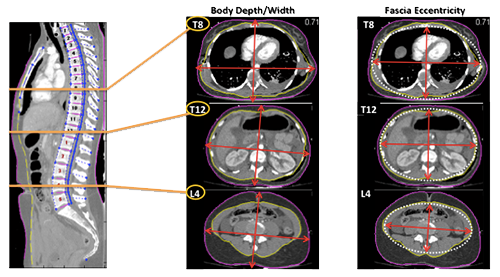 Body Depth/Width
Fascia Eccentricity
T8
0.71
T8
0.71
T12
T12
L4
L4